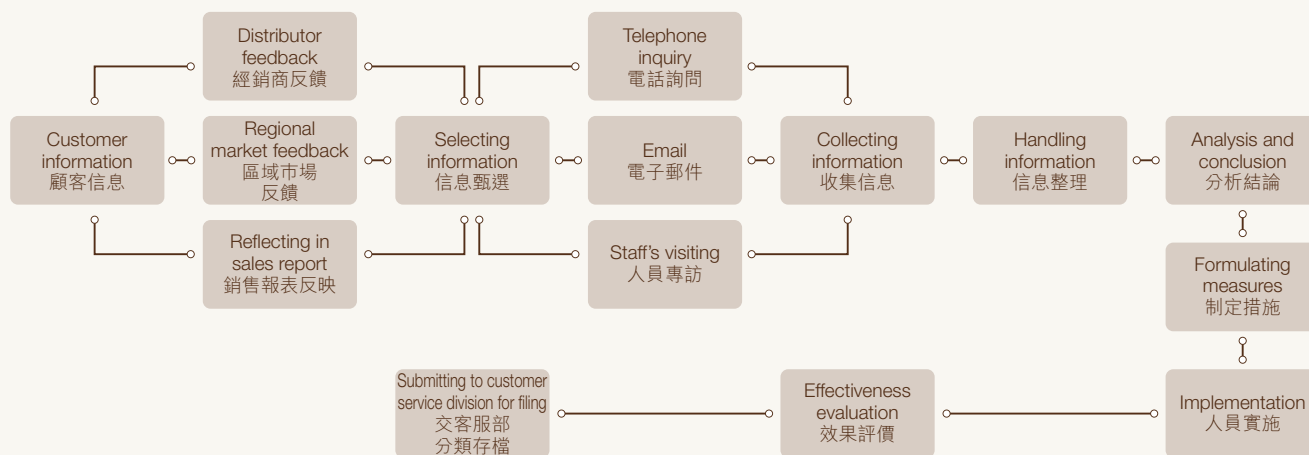 Distributor
feedback
經銷商反饋
Telephone
inquiry
電話詢問
Customer
information
顧客信息
Regional
market feedback
區域市場
反饋
Selecting
information
信息甄選
Email
電子郵件
Collecting
information
收集信息
Handling
information
信息整理
Analysis and
conclusion
分析結論
Reflecting in
sales report
銷售報表反映
Staff's visiting
人員專訪
Formulating
measures
制定措施
Submitting to customer
service division for filing
交客服部
分類存檔
Effectiveness
evaluation
效果評價
Implementation
人員實施